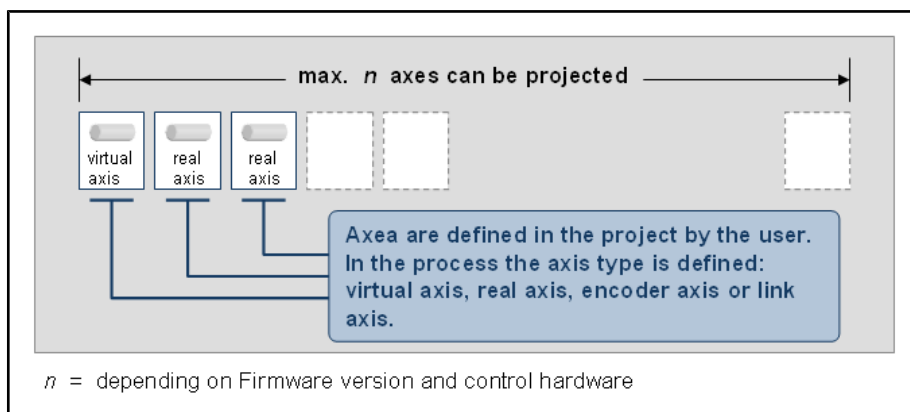 max. n axes can be projected
virtual
axis
real
axis
real
axis
Axea are defined in the project by the user.
In the process the axis type is defined:
virtual axis, real axis, encoder axis or link
axis.
n = depending on Firmware version and control hardware